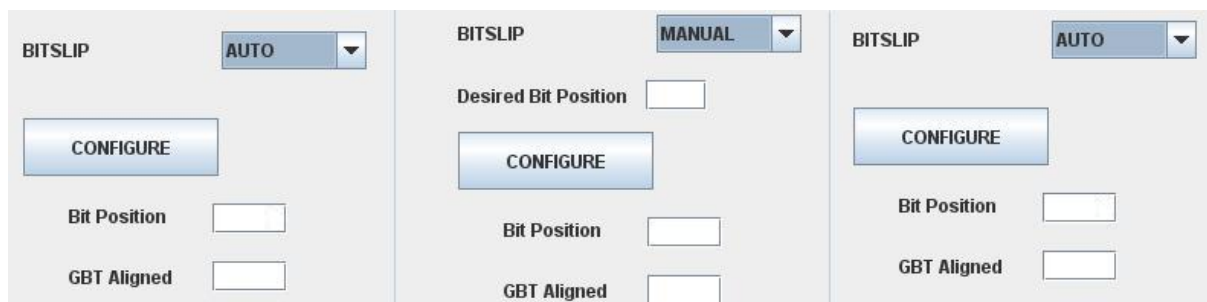 BITSLIP AUTO
CONFIGURE
Bit Position
GBT Aligned
BITSLIP MANUAL
Desired Bit Position
CONFIGURE
Bit Position
GBT Aligned
BITSLIP AUTO
CONFIGURE
Bit Position
GBT Aligned